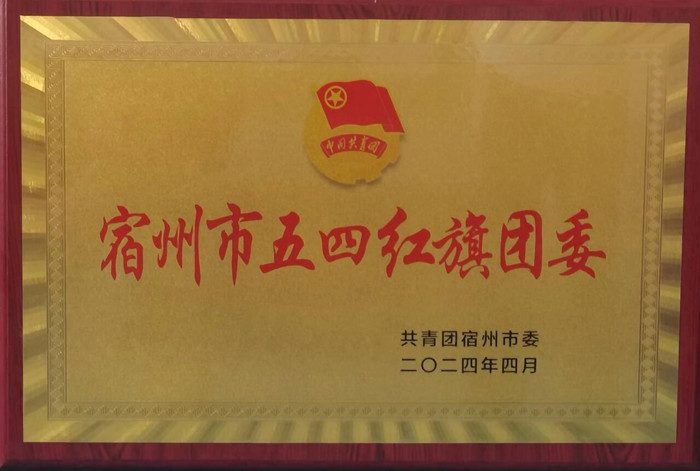 中国共青团
宿州市五四红旗团委
共青团宿州市委
二〇二四年四月